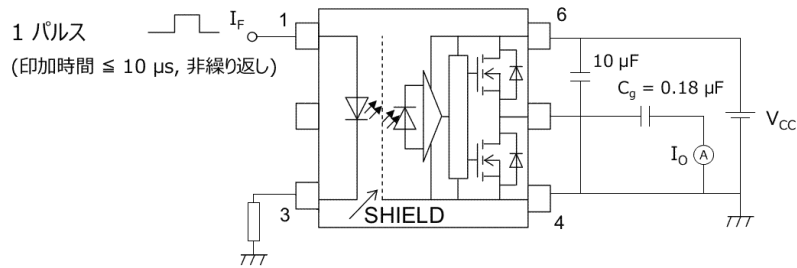 1 パルス
(印加時間 ≦ 10 μs, 非繰り返し)
I_F
1
3
SHIELD
6
4
10 μF
C_g = 0.18 μF
I_O
A
V_CC